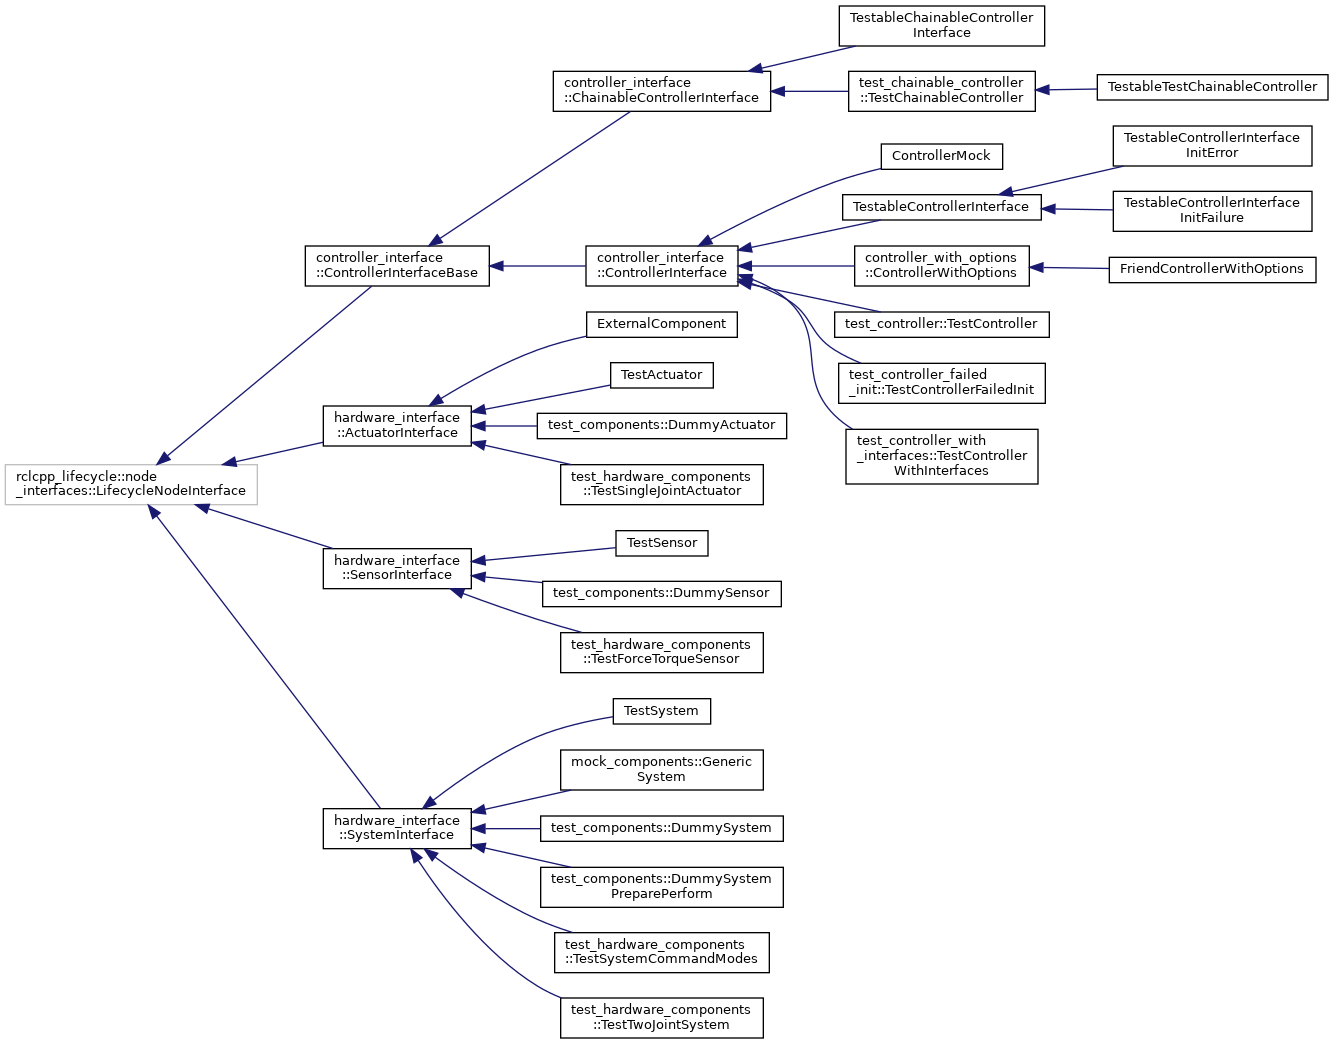 TestableChainableController
Interface
controller_interface
::ChainableControllerInterface
test_chainable_controller
::TestChainableController
TestableTestChainableController
TestableControllerInterface
InitError
ControllerMock
TestableControllerInterface
TestableControllerInterface
InitFailure
controller_interface
::ControllerInterfaceBase
controller_interface
::ControllerInterface
controller_with_options
::ControllerWithOptions
FriendControllerWithOptions
ExternalComponent
test_controller::TestController
TestActuator
test_controller_failed
_init::TestControllerFailedInit
hardware_interface
::ActuatorInterface
test_components::DummyActuator
test_controller_with
_interfaces::TestController
WithInterfaces
rclcpp_lifecycle::node
_interfaces::LifecycleNodeInterface
test_hardware_components
::TestSingleJointActuator
TestSensor
hardware_interface
::SensorInterface
test_components::DummySensor
test_hardware_components
::TestForceTorqueSensor
TestSystem
mock_components::Generic
System
hardware_interface
::SystemInterface
test_components::DummySystem
test_components::DummySystem
PreparePerform
test_hardware_components
::TestSystemCommandModes
test_hardware_components
::TestTwoJointSystem